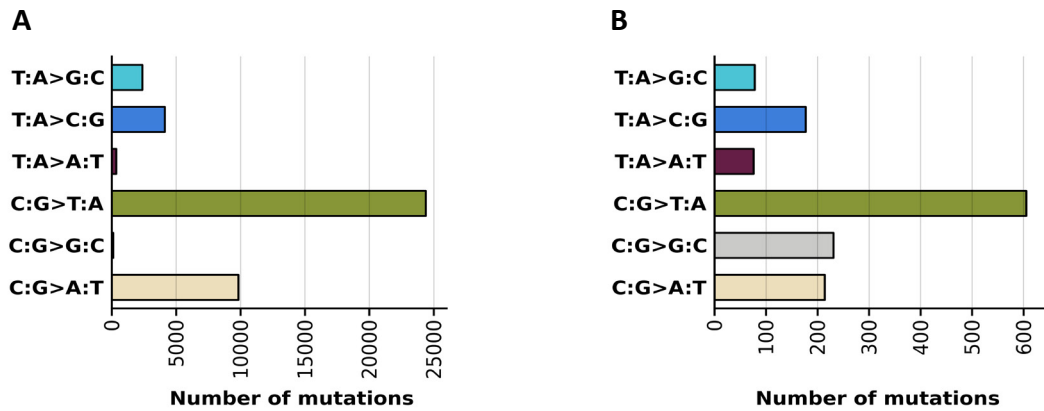 A
T:A>G:C
T:A>C:G
T:A>A:T
C:G>T:A
C:G>G:C
C:G>A:T
0
5000
10000
15000
20000
25000
Number of mutations
B
T:A>G:C
T:A>C:G
T:A>A:T
C:G>T:A
C:G>G:C
C:G>A:T
0
100
200
300
400
500
600
Number of mutations